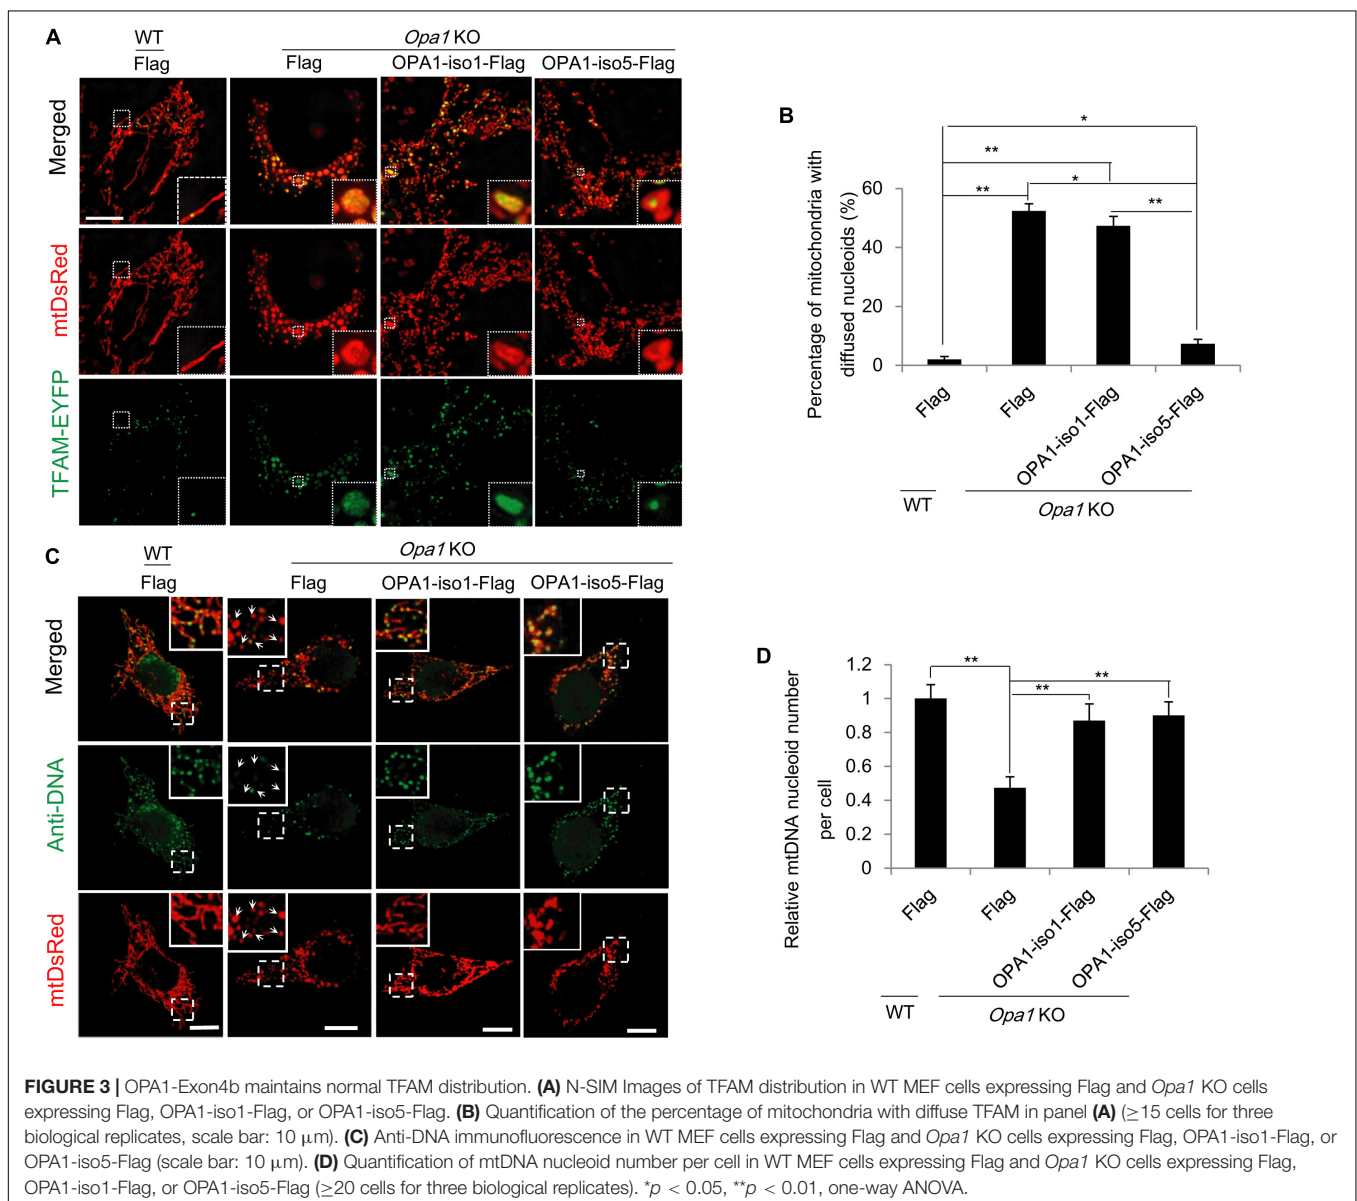 A
WT
Opa1 KO
Flag
Flag
OPA1-iso1-Flag
OPA1-iso5-Flag
Merged
mtDsRed
TFAM-EYFP
B
Percentage of mitochondria with
diffused nucleoids (%)
60
40
20
0
*
**
**
*
**
Flag
Flag
OPA1-iso1-Flag
OPA1-iso5-Flag
WT
Opa1 KO
C
WT
Opa1 KO
Flag
Flag
OPA1-iso1-Flag
OPA1-iso5-Flag
Merged
Anti-DNA
mtDsRed
D
Relative mtDNA nucleoid number
per cell
1.2
1
0.8
0.6
0.4
0.2
0
**
**
**
Flag
Flag
OPA1-iso1-Flag
OPA1-iso5-Flag
WT
Opa1 KO
FIGURE 3 | OPA1-Exon4b maintains normal TFAM distribution. (A) N-SIM Images of TFAM distribution in WT MEF cells expressing Flag and Opa1 KO cells
expressing Flag, OPA1-iso1-Flag, or OPA1-iso5-Flag. (B) Quantification of the percentage of mitochondria with diffuse TFAM in panel (A) (≥15 cells for three
biological replicates, scale bar: 10 μm). (C) Anti-DNA immunofluorescence in WT MEF cells expressing Flag and Opa1 KO cells expressing Flag, OPA1-iso1-Flag, or
OPA1-iso5-Flag (scale bar: 10 μm). (D) Quantification of mtDNA nucleoid number per cell in WT MEF cells expressing Flag and Opa1 KO cells expressing Flag,
OPA1-iso1-Flag, or OPA1-iso5-Flag (≥20 cells for three biological replicates). *p < 0.05, **p < 0.01, one-way ANOVA.